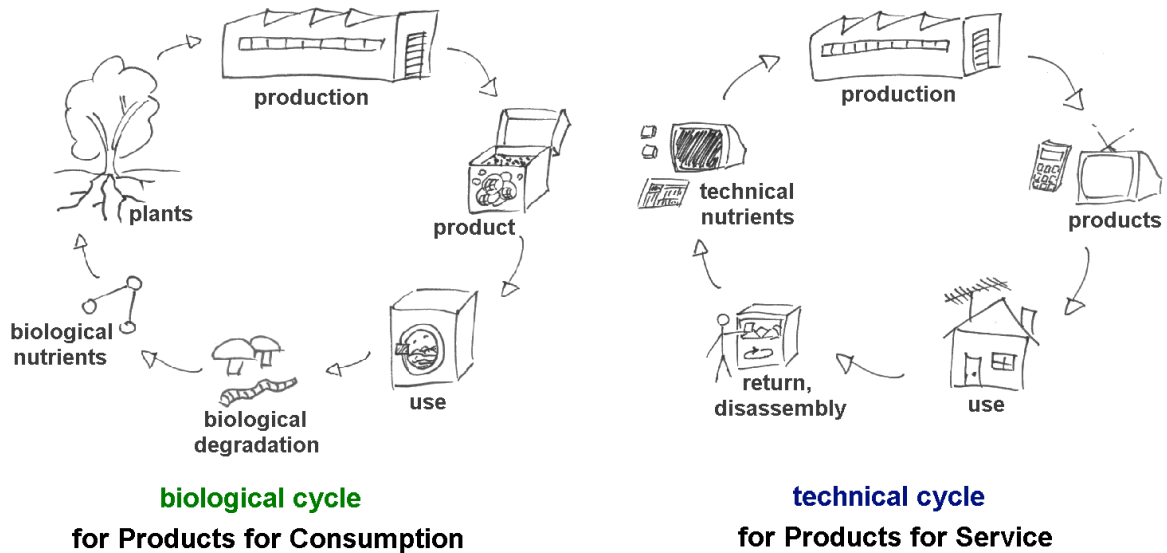 production
product
use
biological
degradation
biological
nutrients
plants
biological cycle
for Products for Consumption
production
products
use
return,
disassembly
technical
nutrients
technical cycle
for Products for Service